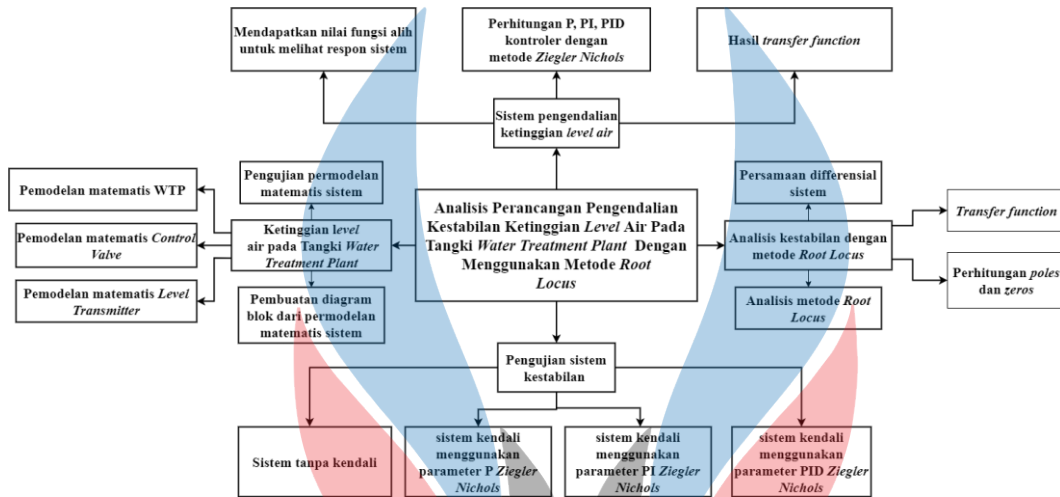 Mendapatkan nilai fungsi alih
untuk melihat respon sistem
Perhitungan P, PI, PID
kontroler dengan
metode Ziegler Nichols
Hasil transfer function
Sistem pengendalian
ketinggian level air
Pemodelan matematis WTP
Pengujian permodelan
matematis sistem
Pemodelan matematis Control
Valve
Ketinggian level
air pada Tangki Water
Treatment Plant
Pemodelan matematis Level
Transmitter
Pembuatan diagram
blok dari permodelan
matematis sistem
Analisis Perancangan Pengendalian
Kestabilan Ketinggian Level Air Pada
Tangki Water Treatment Plant Dengan
Menggunakan Metode Root
Locus
Persamaan differensial
sistem
Analisis kestabilan dengan
metode Root Locus
Analisis metode Root
Locus
Transfer function
Perhitungan poles
dan zeros
Pengujian sistem
kestabilan
Sistem tanpa kendali
sistem kendali
menggunakan
parameter P Ziegler
Nichols
sistem kendali
menggunakan
parameter PI Ziegler
Nichols
sistem kendali
menggunakan
parameter PID Ziegler
Nichols